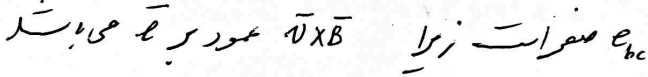 e_bc صفر است زیرا v̄×B̄ عمود بر c̄ می باشد